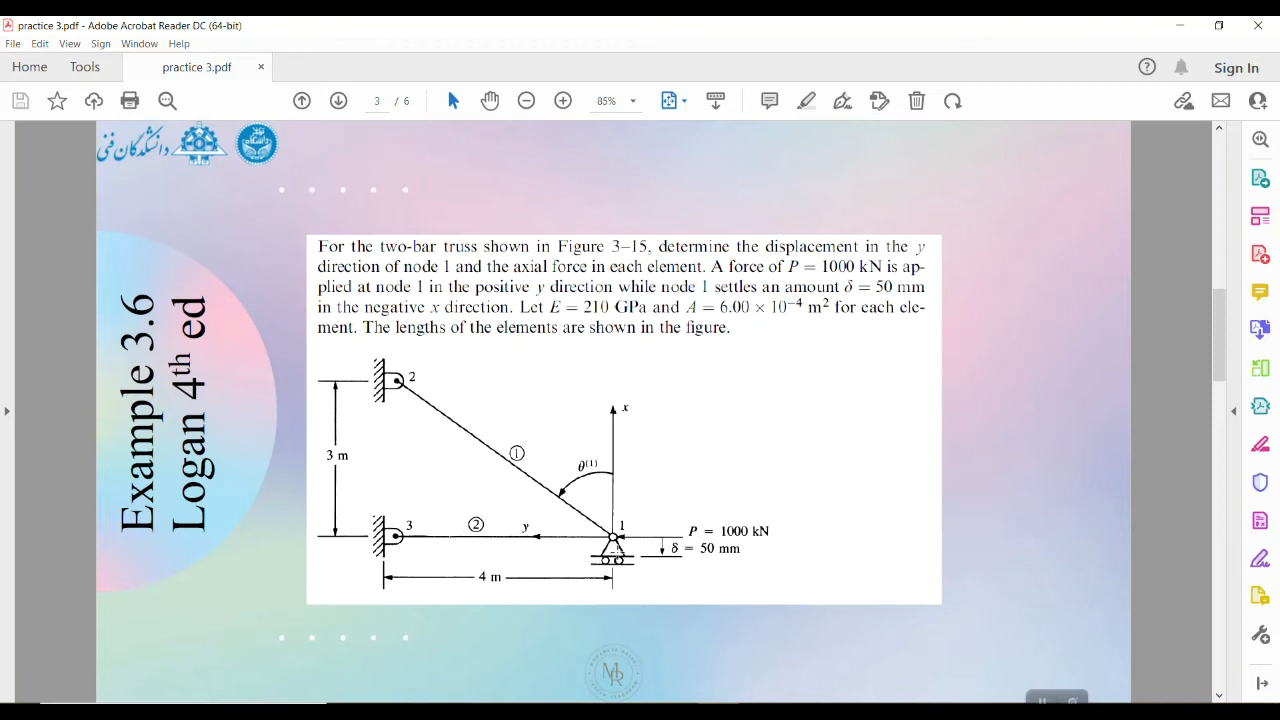 practice 3.pdf - Adobe Acrobat Reader DC (64-bit)
File Edit View Sign Window Help
Home Tools practice 3.pdf × Sign In
3 / 6 85%
دانشکدگان فنی
Example 3.6
Logan 4th ed
For the two-bar truss shown in Figure 3–15, determine the displacement in the y
direction of node 1 and the axial force in each element. A force of P = 1000 kN is ap-
plied at node 1 in the positive y direction while node 1 settles an amount δ = 50 mm
in the negative x direction. Let E = 210 GPa and A = 6.00 × 10⁻⁴ m² for each ele-
ment. The lengths of the elements are shown in the figure.
2
x
3 m
①
θ(1)
3 ② y 1
P = 1000 kN
δ = 50 mm
4 m
MR